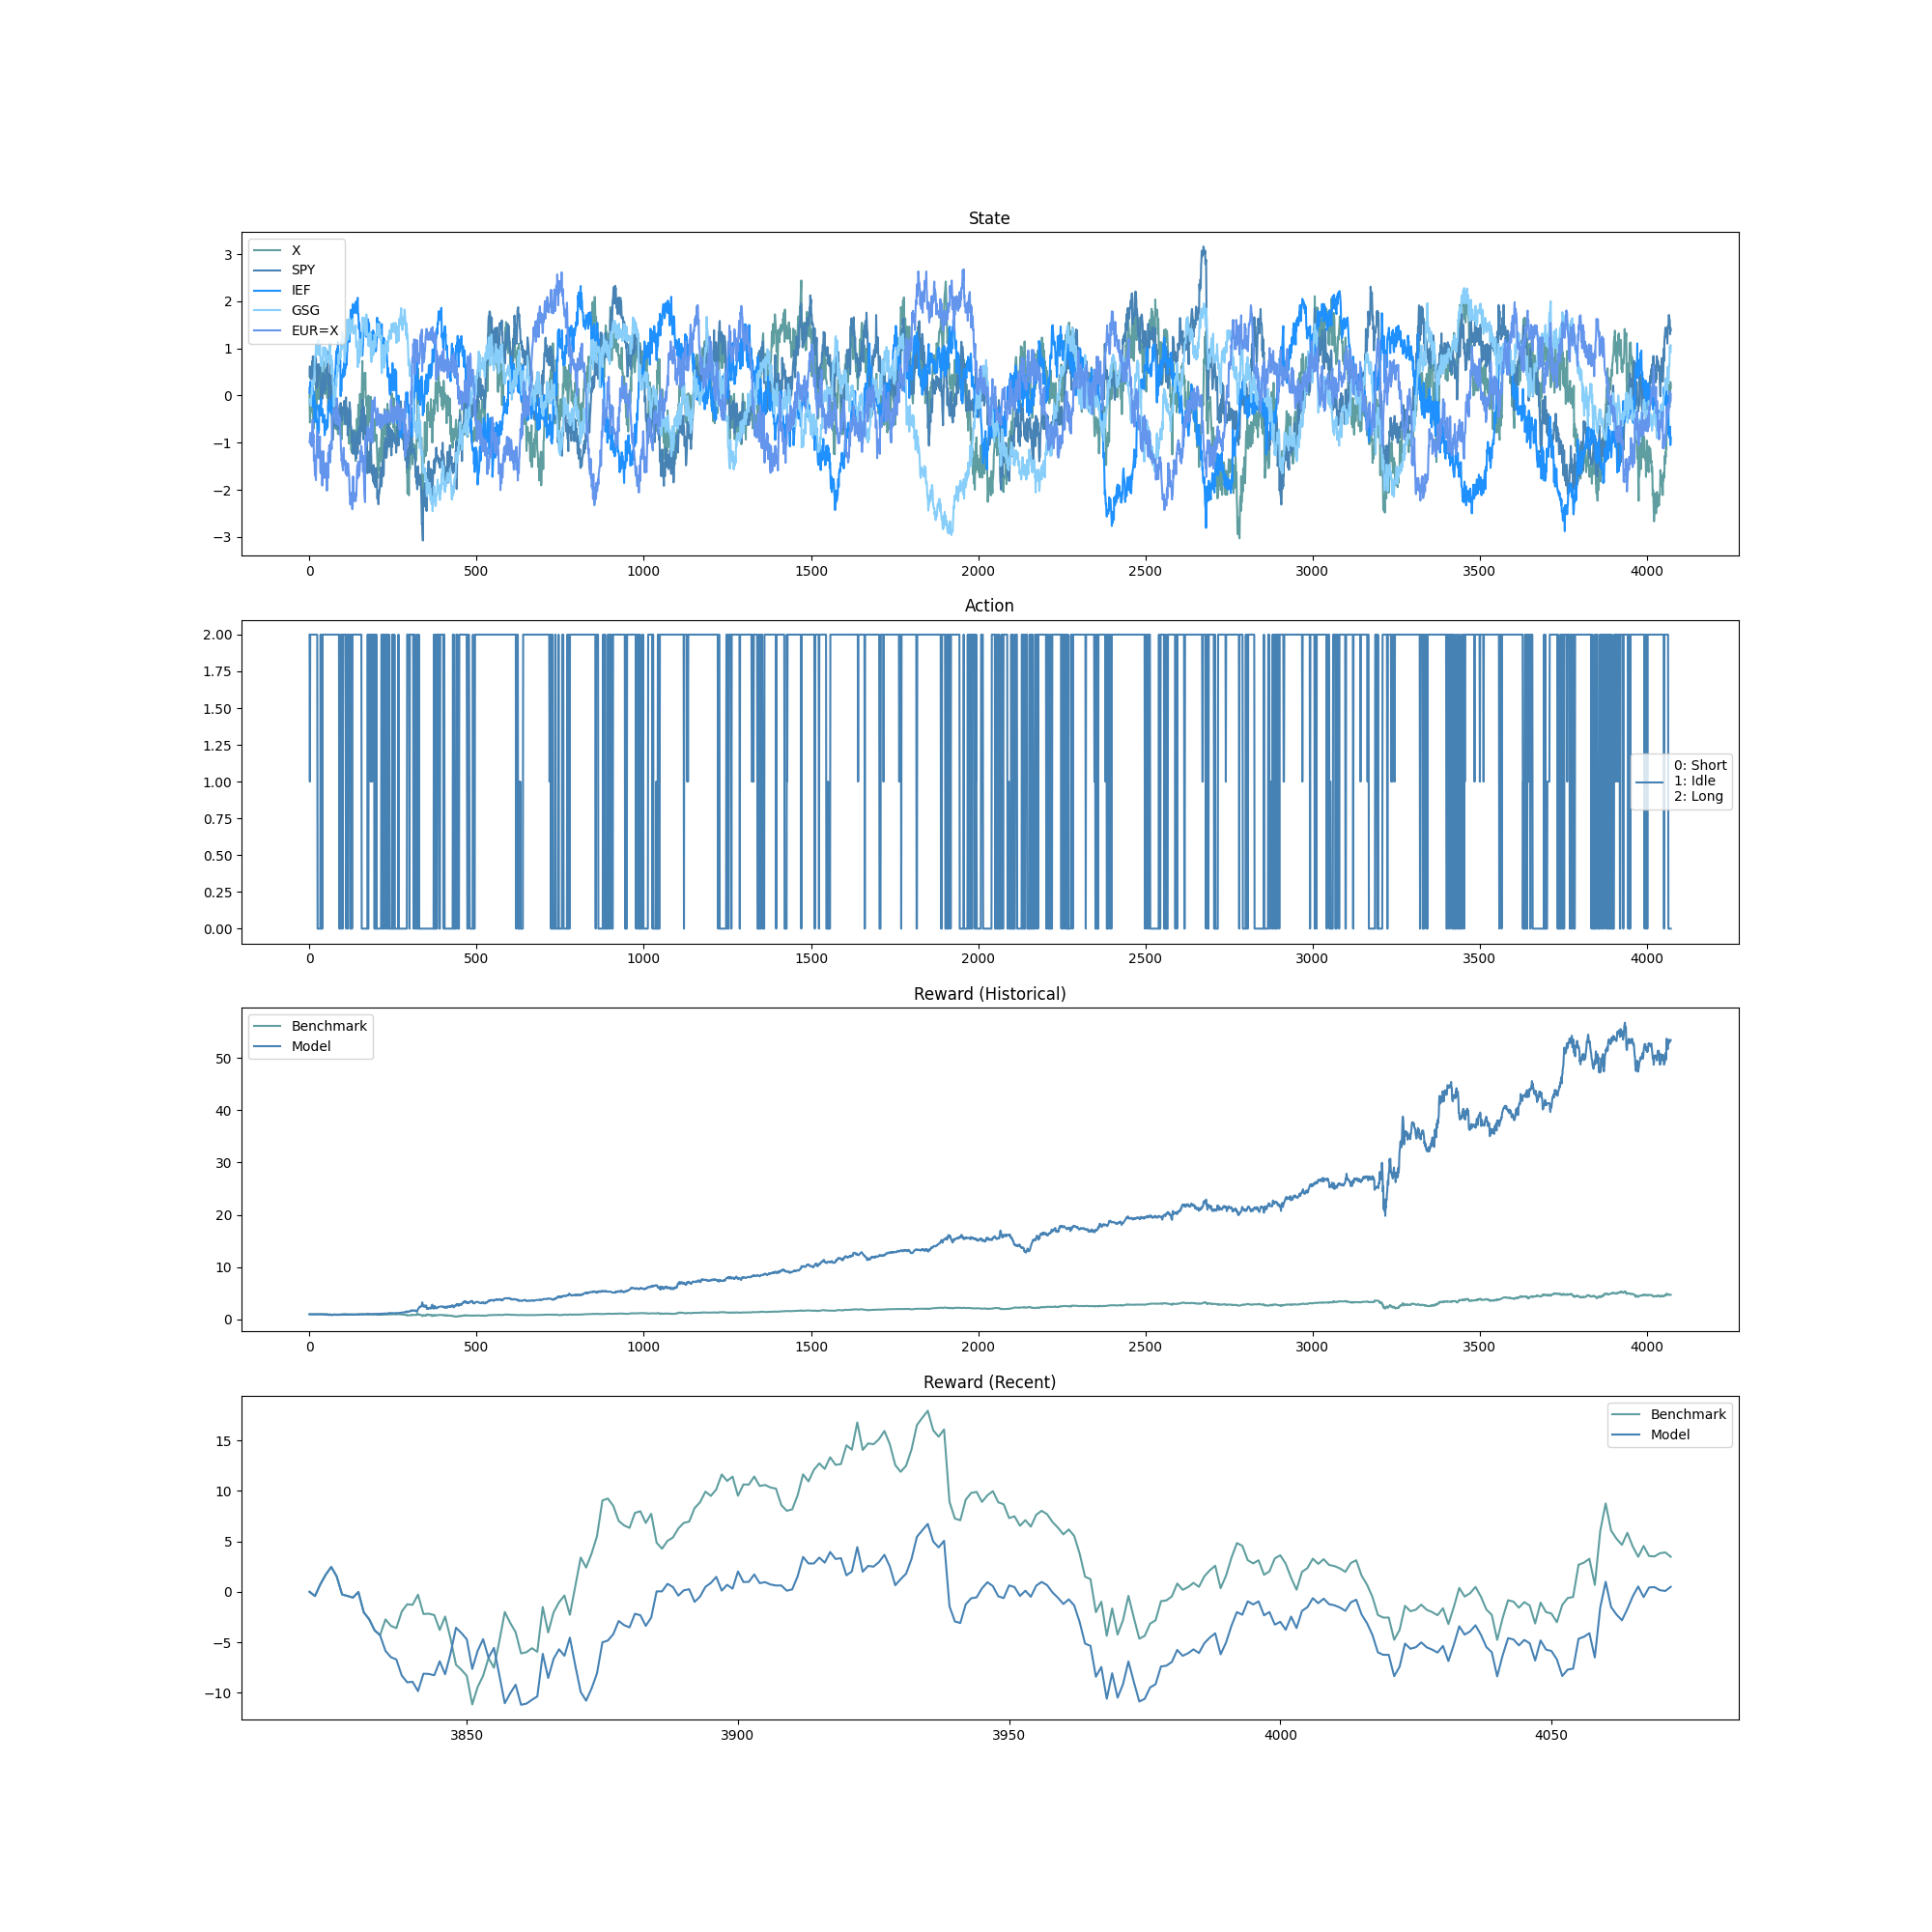 State
3
2
1
0
−1
−2
−3
X
SPY
IEF
GSG
EUR=X
0 500 1000 1500 2000 2500 3000 3500 4000
Action
2.00
1.75
1.50
1.25
1.00
0.75
0.50
0.25
0.00
0: Short
1: Idle
2: Long
0 500 1000 1500 2000 2500 3000 3500 4000
Reward (Historical)
50
40
30
20
10
0
Benchmark
Model
0 500 1000 1500 2000 2500 3000 3500 4000
Reward (Recent)
15
10
5
0
−5
−10
Benchmark
Model
3850 3900 3950 4000 4050